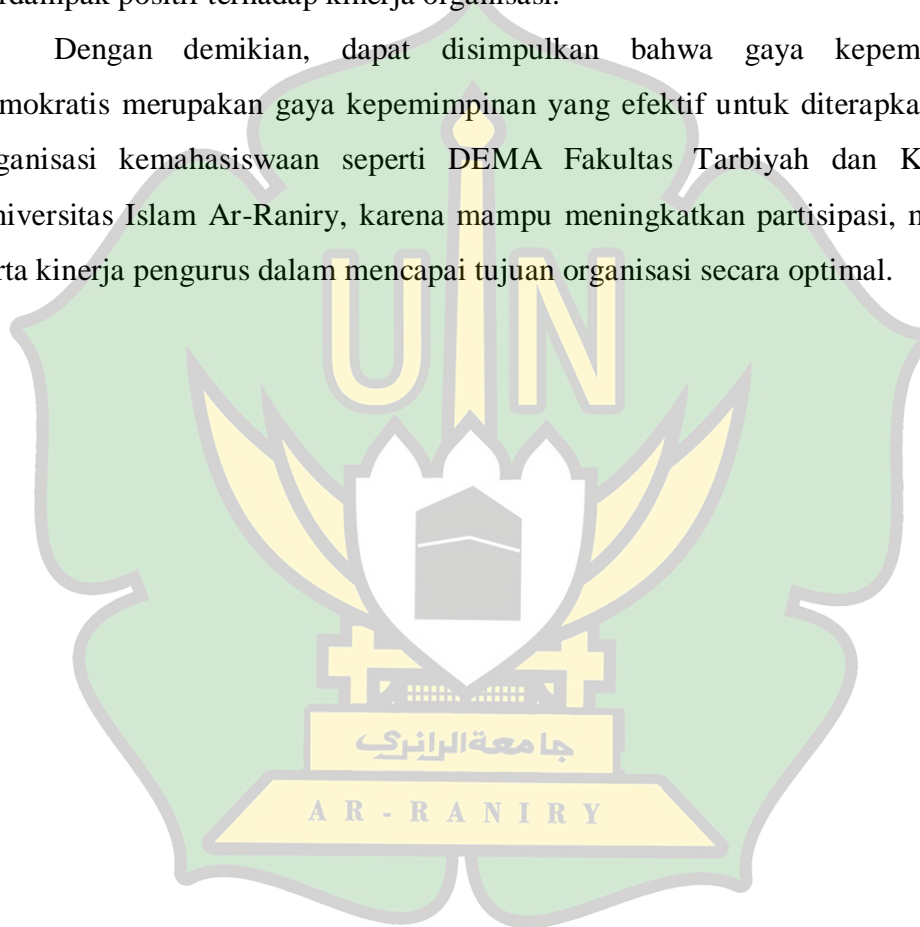 rdampak positif terhadap kinerja organisasi.
Dengan demikian, dapat disimpulkan bahwa gaya kepem
mokratis merupakan gaya kepemimpinan yang efektif untuk diterapka
ganisasi kemahasiswaan seperti DEMA Fakultas Tarbiyah dan K
niversitas Islam Ar-Raniry, karena mampu meningkatkan partisipasi, m
rta kinerja pengurus dalam mencapai tujuan organisasi secara optimal.
UIN
جامعةالرانري
AR-RANIRY